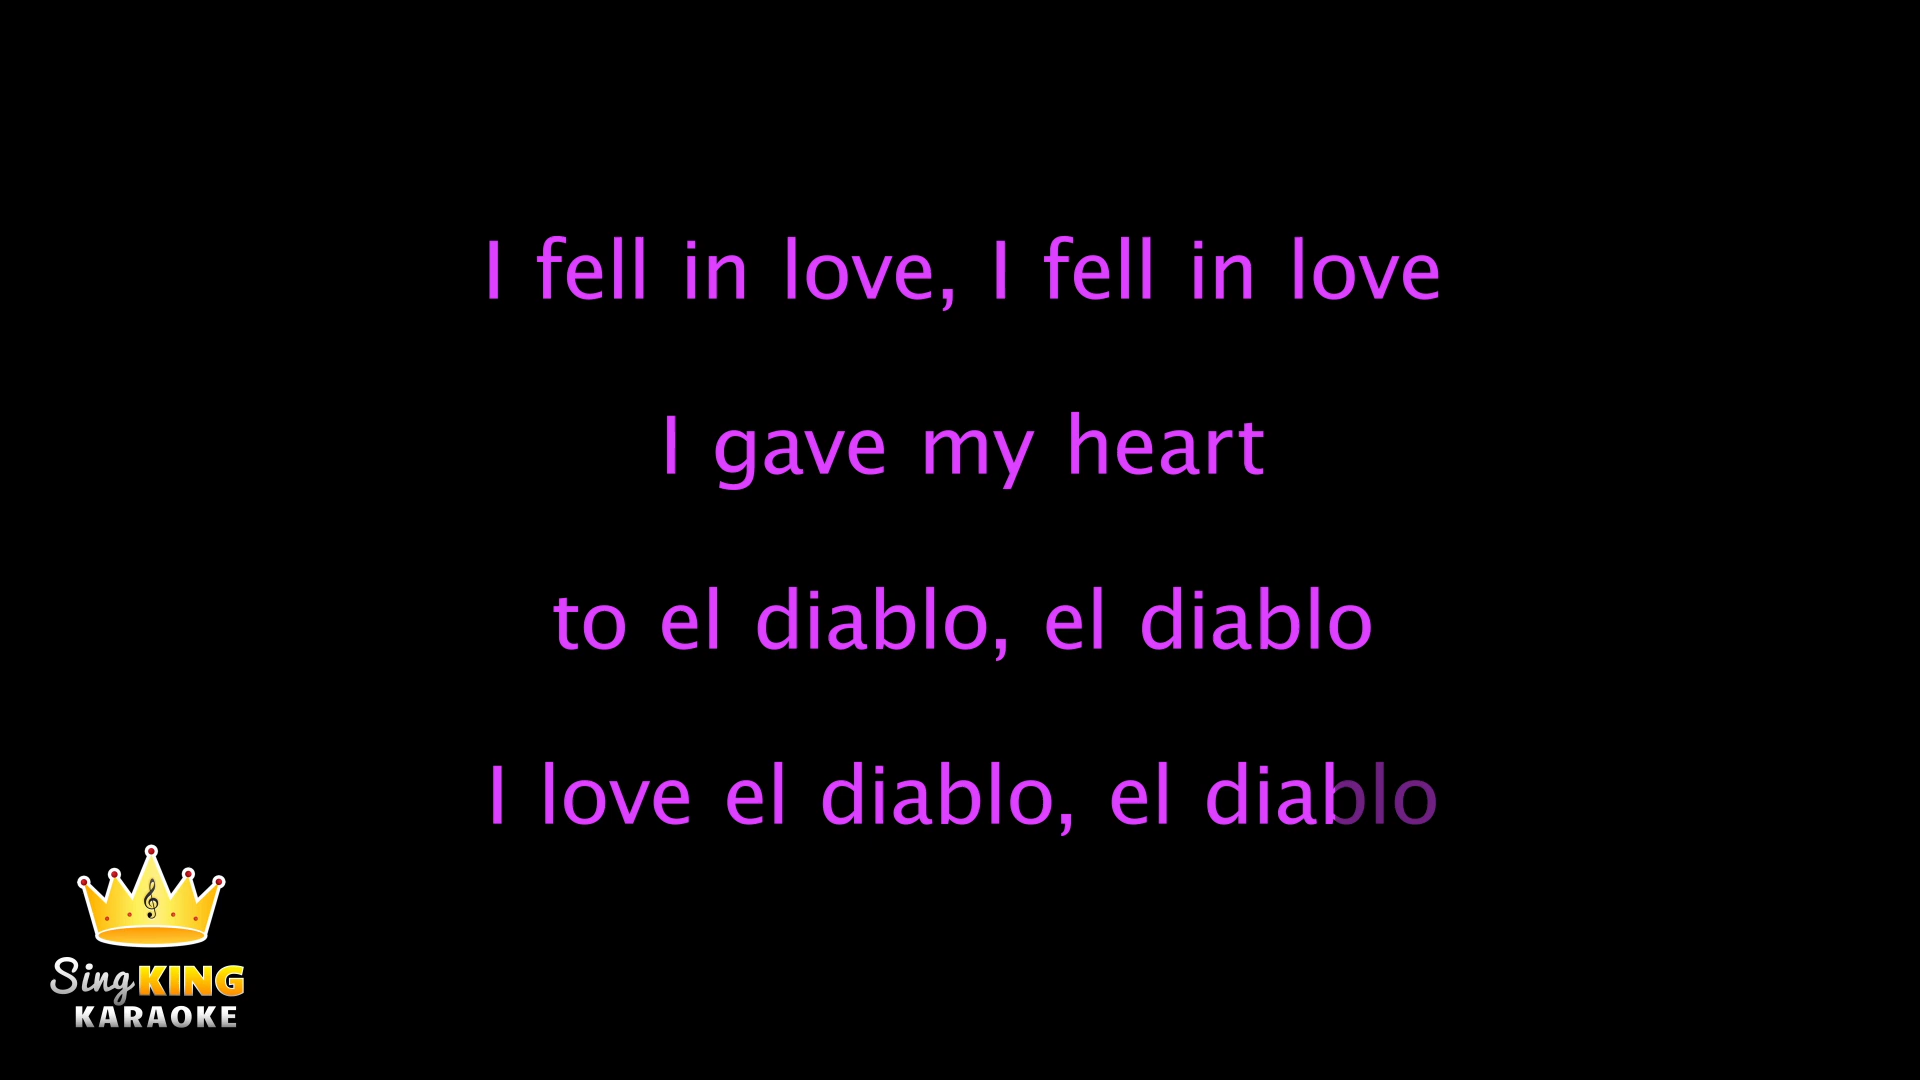 I fell in love, I fell in love
I gave my heart
to el diablo, el diablo
I love el diablo, el diablo
Sing KING
KARAOKE